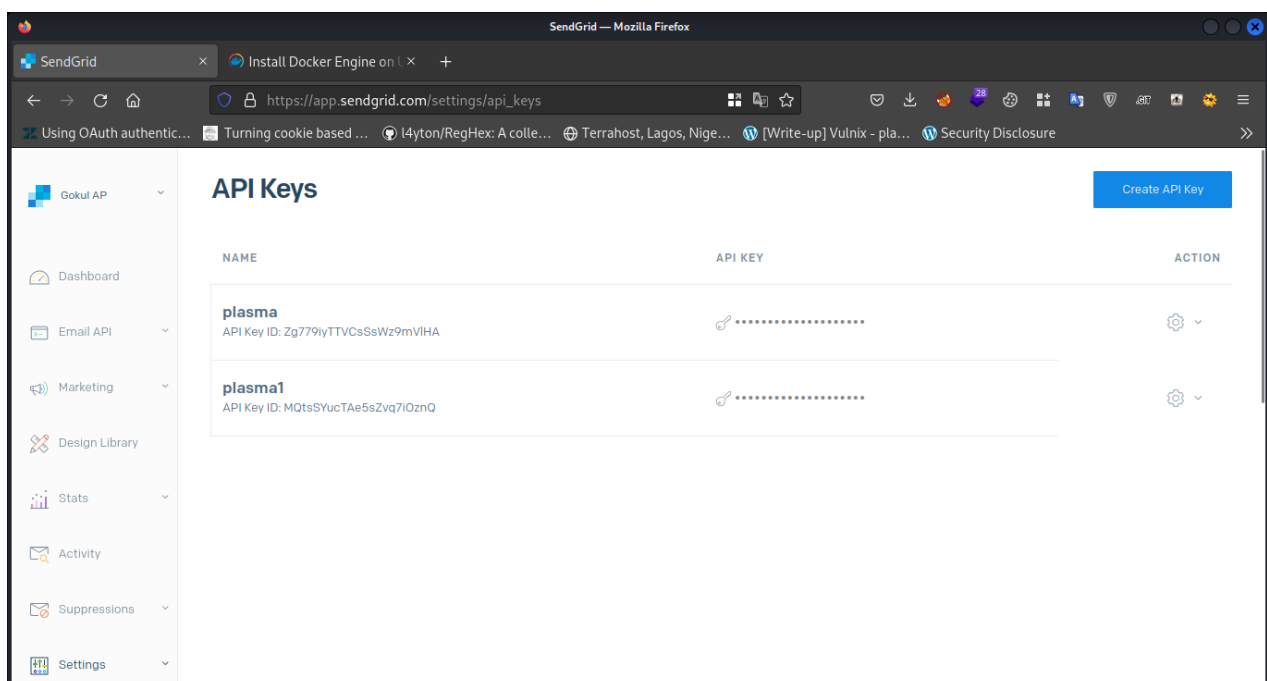 SendGrid — Mozilla Firefox
SendGrid × Install Docker Engine on U × +
https://app.sendgrid.com/settings/api_keys 28
Using OAuth authentic... Turning cookie based ... l4yton/RegHex: A colle... Terrahost, Lagos, Nige... [Write-up] Vulnix - pla... Security Disclosure
Gokul AP
API Keys
Create API Key
NAME API KEY ACTION
Dashboard
plasma
API Key ID: Zg779iyTTVCsSsWz9mVlHA ••••••••••••••••••••
Email API
Marketing
plasma1
API Key ID: MQtsSYucTAe5sZvq7iOznQ ••••••••••••••••••••
Design Library
Stats
Activity
Suppressions
Settings